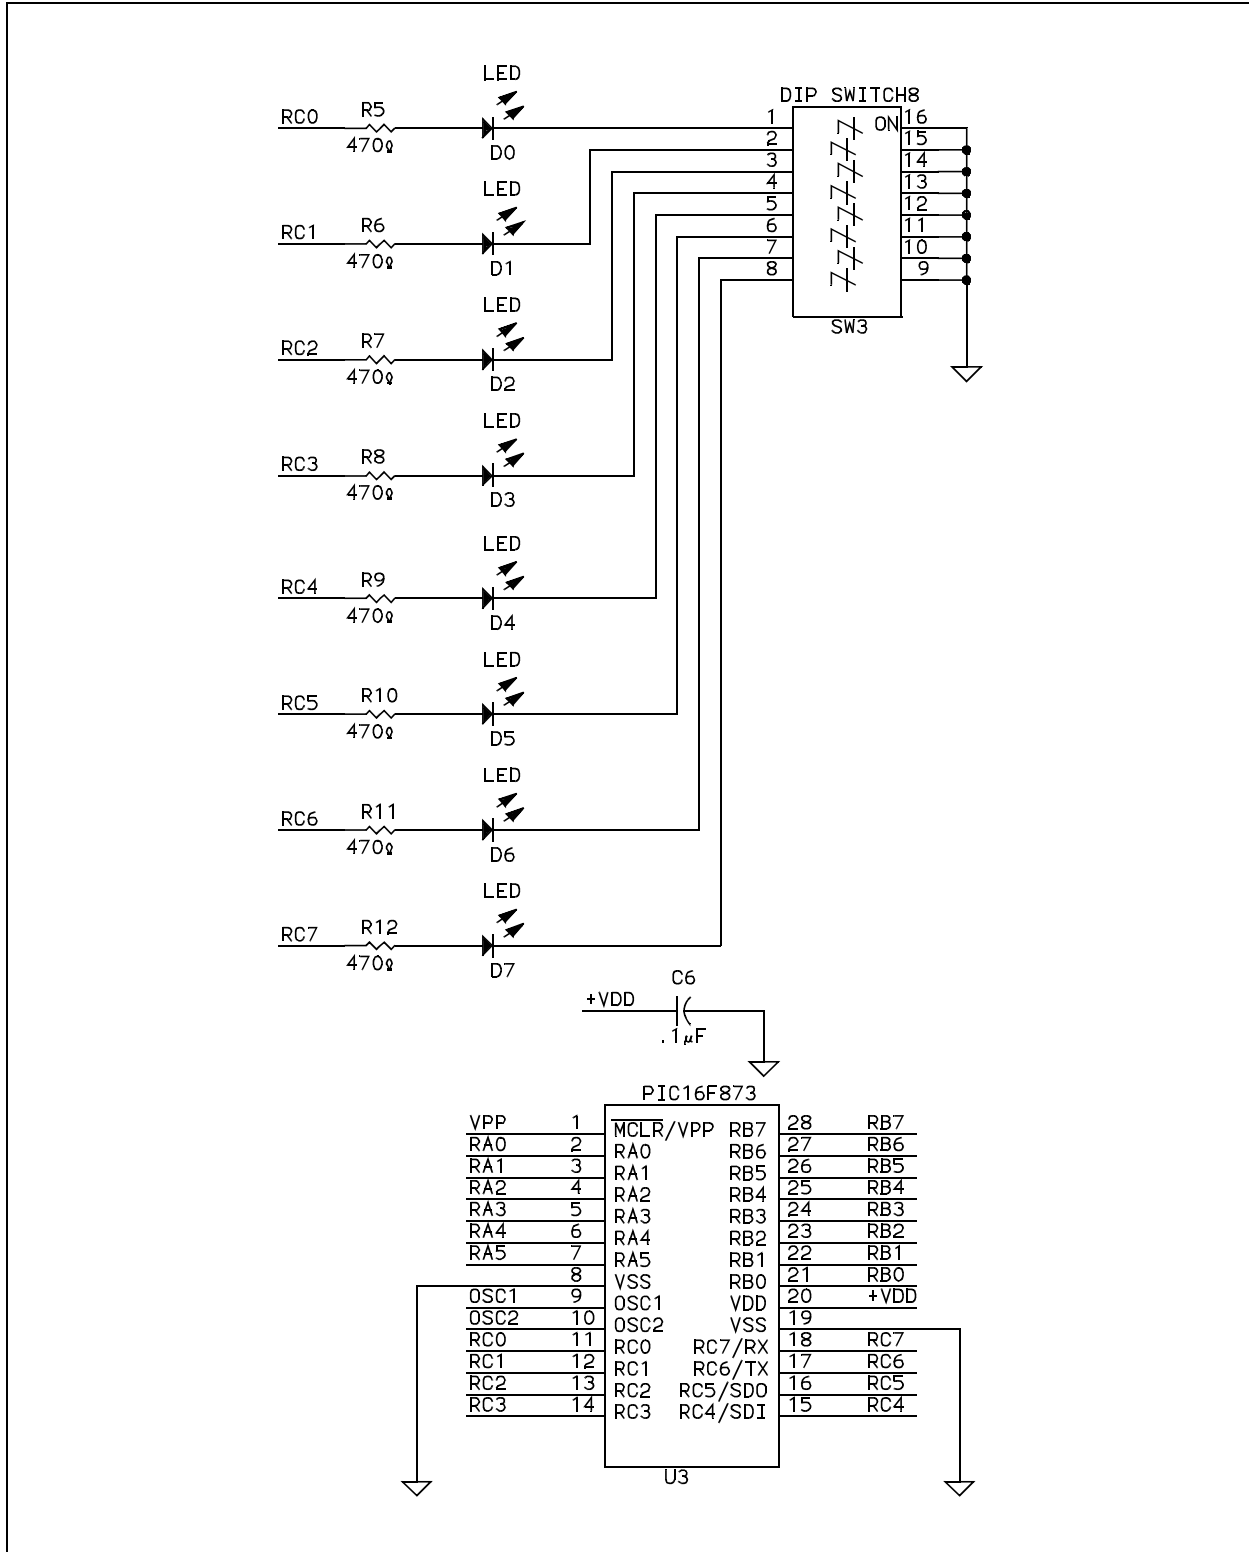 LED
DIP SWITCH8
RC0 R5 1 ON 16
470Ω D0 2 15
3 14
LED 4 13
5 12
RC1 R6 6 11
470Ω D1 7 10
8 9
LED
SW3
RC2 R7
470Ω D2
LED
RC3 R8
470Ω D3
LED
RC4 R9
470Ω D4
LED
RC5 R10
470Ω D5
LED
RC6 R11
470Ω D6
LED
RC7 R12
470Ω D7
C6
+VDD
.1µF
PIC16F873
VPP 1 MCLR/VPP RB7 28 RB7
RA0 2 RA0 RB6 27 RB6
RA1 3 RA1 RB5 26 RB5
RA2 4 RA2 RB4 25 RB4
RA3 5 RA3 RB3 24 RB3
RA4 6 RA4 RB2 23 RB2
RA5 7 RA5 RB1 22 RB1
8 VSS RB0 21 RB0
OSC1 9 OSC1 VDD 20 +VDD
OSC2 10 OSC2 VSS 19
RC0 11 RC0 RC7/RX 18 RC7
RC1 12 RC1 RC6/TX 17 RC6
RC2 13 RC2 RC5/SDO 16 RC5
RC3 14 RC3 RC4/SDI 15 RC4
U3